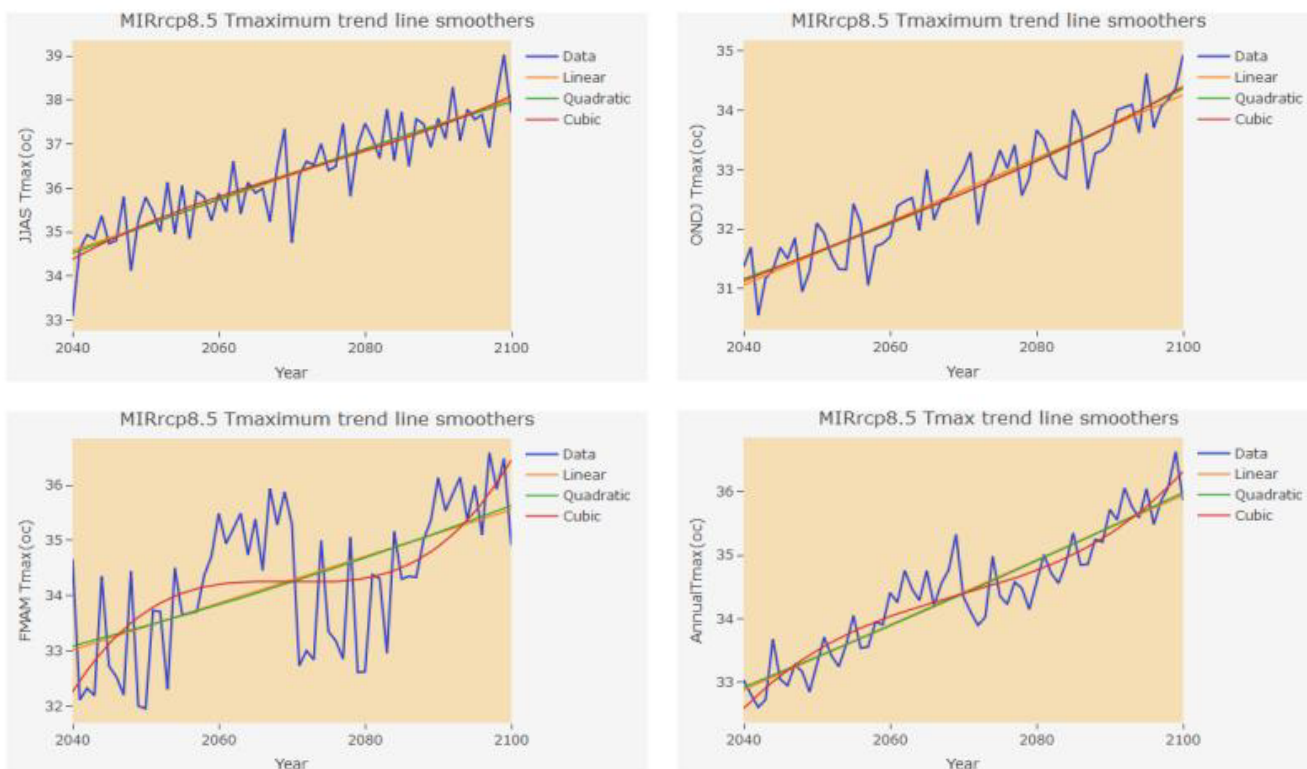 MIRrcp8.5 Tmaximum trend line smoothers
39
38
37
36
35
34
33
JJAS Tmax(oc)
2040 2060 2080 2100
Year
Data
Linear
Quadratic
Cubic
MIRrcp8.5 Tmaximum trend line smoothers
35
34
33
32
31
ONDJ Tmax(oc)
2040 2060 2080 2100
Year
Data
Linear
Quadratic
Cubic
MIRrcp8.5 Tmaximum trend line smoothers
36
35
34
33
32
FMAM Tmax(oc)
2040 2060 2080 2100
Year
Data
Linear
Quadratic
Cubic
MIRrcp8.5 Tmax trend line smoothers
36
35
34
33
AnnualTmax(oc)
2040 2060 2080 2100
Year
Data
Linear
Quadratic
Cubic